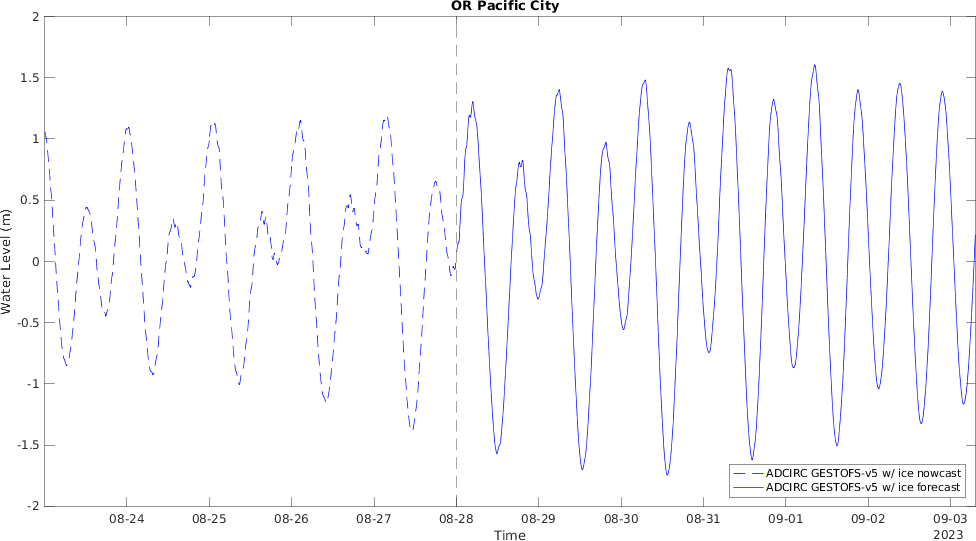 OR Pacific City
2
1.5
1
0.5
0
-0.5
-1
-1.5
-2
Water Level (m)
ADCIRC GESTOFS-v5 w/ ice nowcast
ADCIRC GESTOFS-v5 w/ ice forecast
08-24 08-25 08-26 08-27 08-28 08-29 08-30 08-31 09-01 09-02 09-03
Time
2023